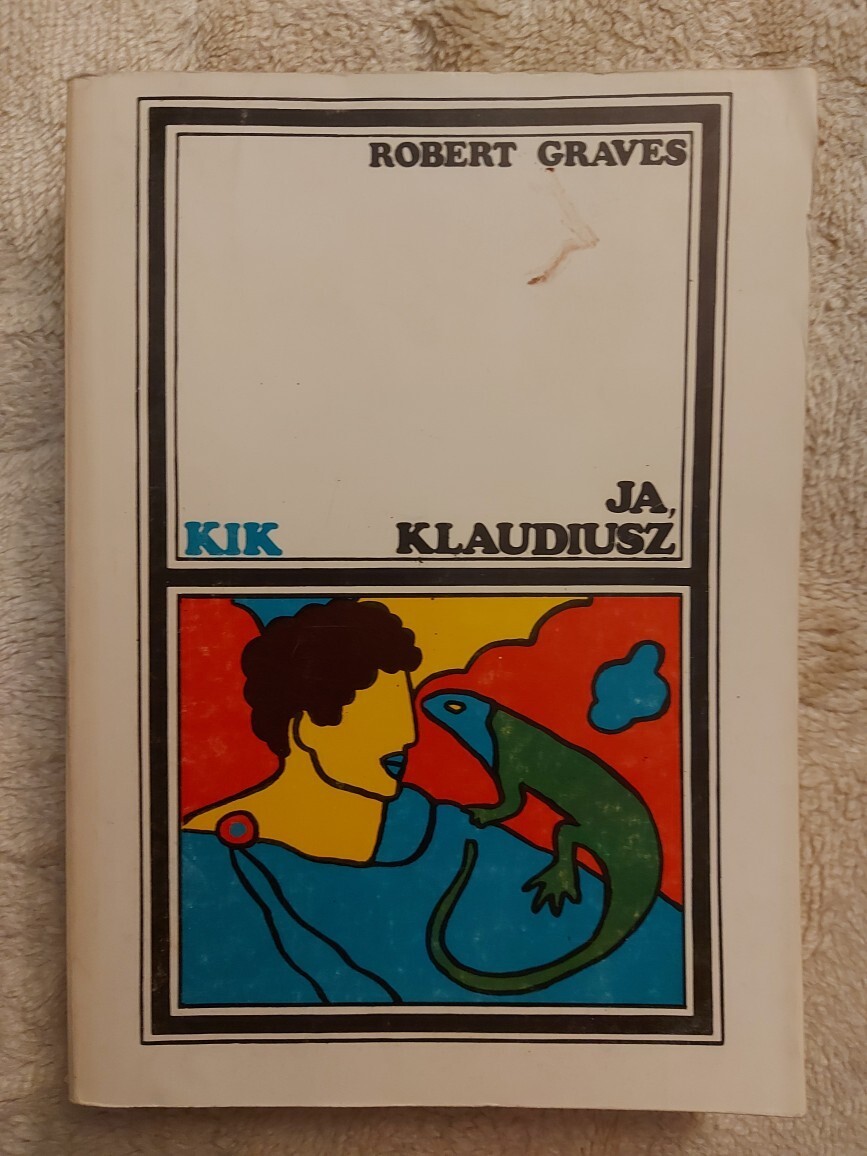 ROBERT GRAVES
JA,
KIK KLAUDIUSZ